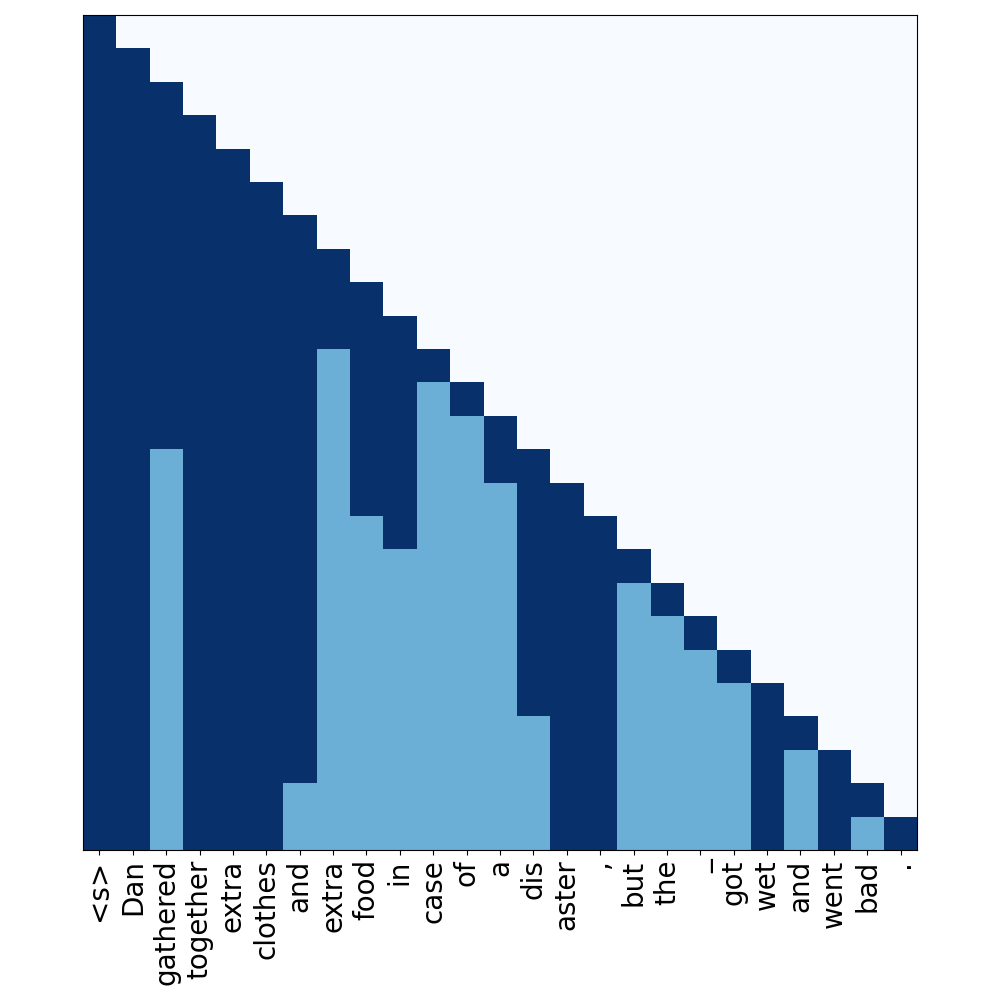 <s> Dan gathered together extra clothes and extra food in case of a dis aster , but the _ got wet and went bad .